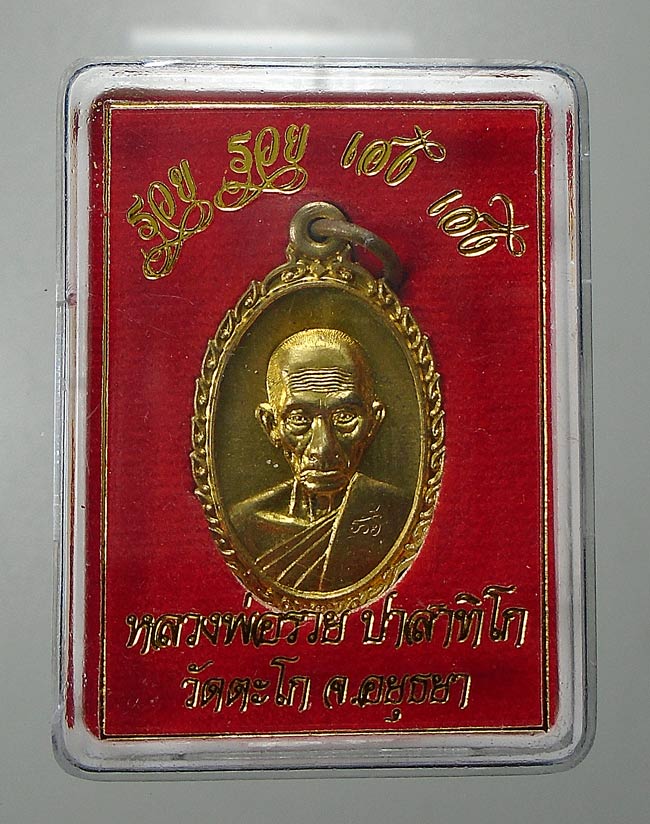 รวย รวย เฮง เฮง
หลวงพ่อรวย ปาสาทิโก
วัดตะโก จ.อยุธยา